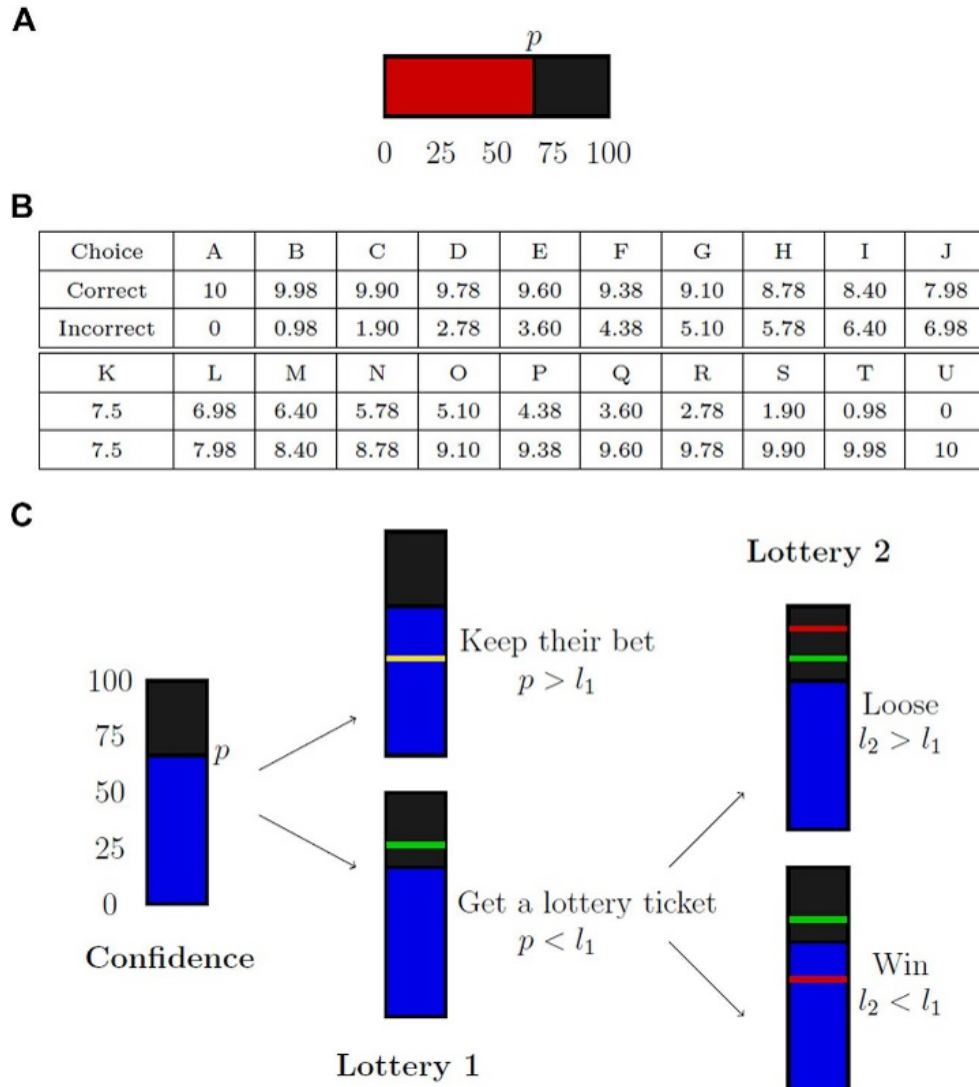 A
p
0 25 50 75 100
B
Choice A B C D E F G H I J
Correct 10 9.98 9.90 9.78 9.60 9.38 9.10 8.78 8.40 7.98
Incorrect 0 0.98 1.90 2.78 3.60 4.38 5.10 5.78 6.40 6.98
K L M N O P Q R S T U
7.5 6.98 6.40 5.78 5.10 4.38 3.60 2.78 1.90 0.98 0
7.5 7.98 8.40 8.78 9.10 9.38 9.60 9.78 9.90 9.98 10
C
100
75
p
50
25
0
Confidence
Keep their bet
p > l₁
Get a lottery ticket
p < l₁
Lottery 1
Lottery 2
Loose
l₂ > l₁
Win
l₂ < l₁